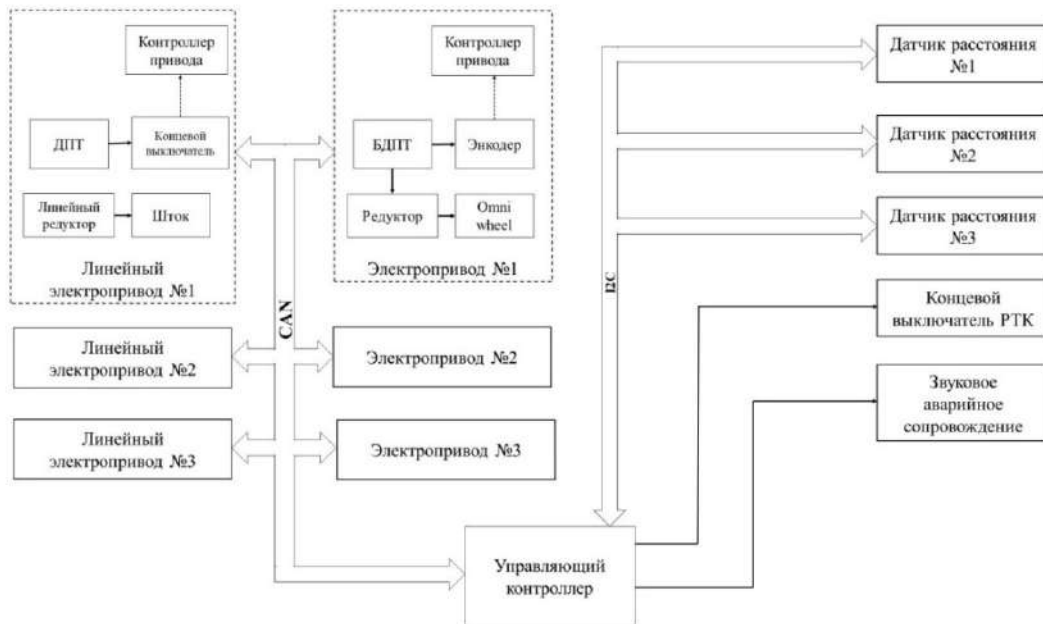 Контроллер
привода
ДПТ
Концевой
выключатель
Линейный
редуктор
Шток
Линейный
электропривод №1
Контроллер
привода
БДПТ
Энкодер
Редуктор
Omni
wheel
Электропривод №1
CAN
Линейный
электропривод №2
Электропривод №2
Линейный
электропривод №3
Электропривод №3
I2C
Датчик расстояния
№1
Датчик расстояния
№2
Датчик расстояния
№3
Концевой
выключатель РТК
Звуковое
аварийное
сопровождение
Управляющий
контроллер